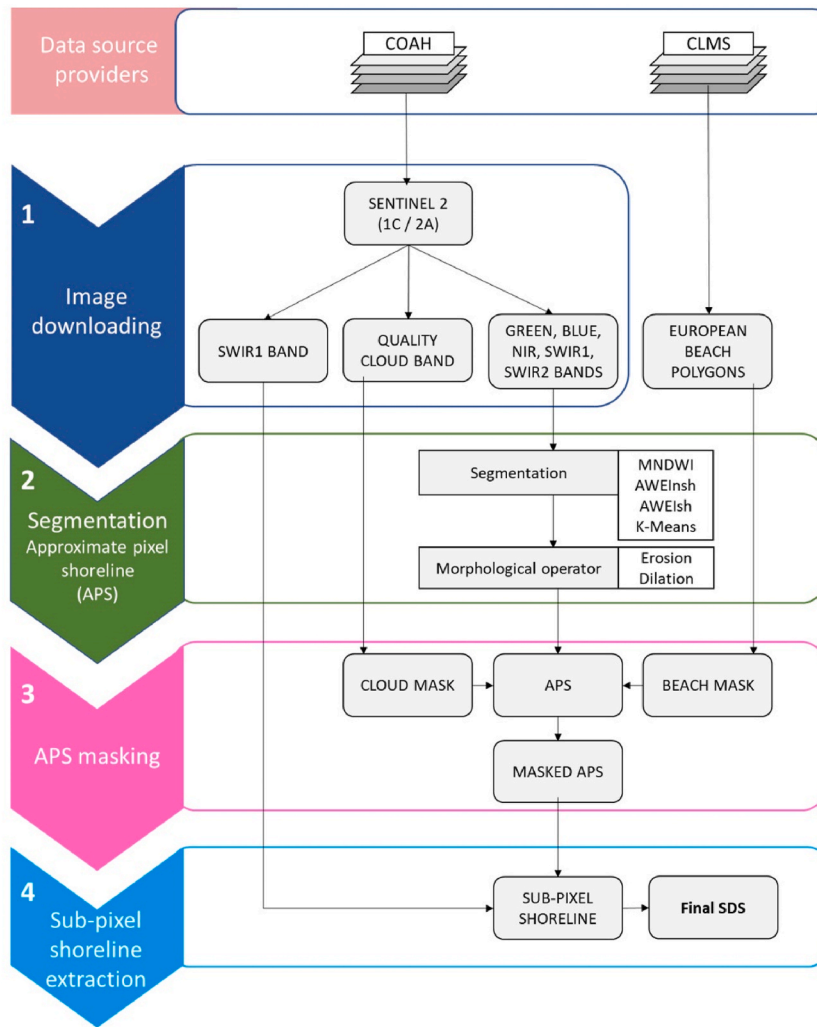 Data source
providers
COAH
CLMS
1
Image
downloading
SENTINEL 2
(1C / 2A)
SWIR1 BAND
QUALITY
CLOUD BAND
GREEN, BLUE,
NIR, SWIR1,
SWIR2 BANDS
EUROPEAN
BEACH
POLYGONS
2
Segmentation
Approximate pixel
shoreline
(APS)
Segmentation
MNDWI
AWEInsh
AWEIsh
K-Means
Morphological operator
Erosion
Dilation
3
APS masking
CLOUD MASK
APS
BEACH MASK
MASKED APS
4
Sub-pixel
shoreline
extraction
SUB-PIXEL
SHORELINE
Final SDS